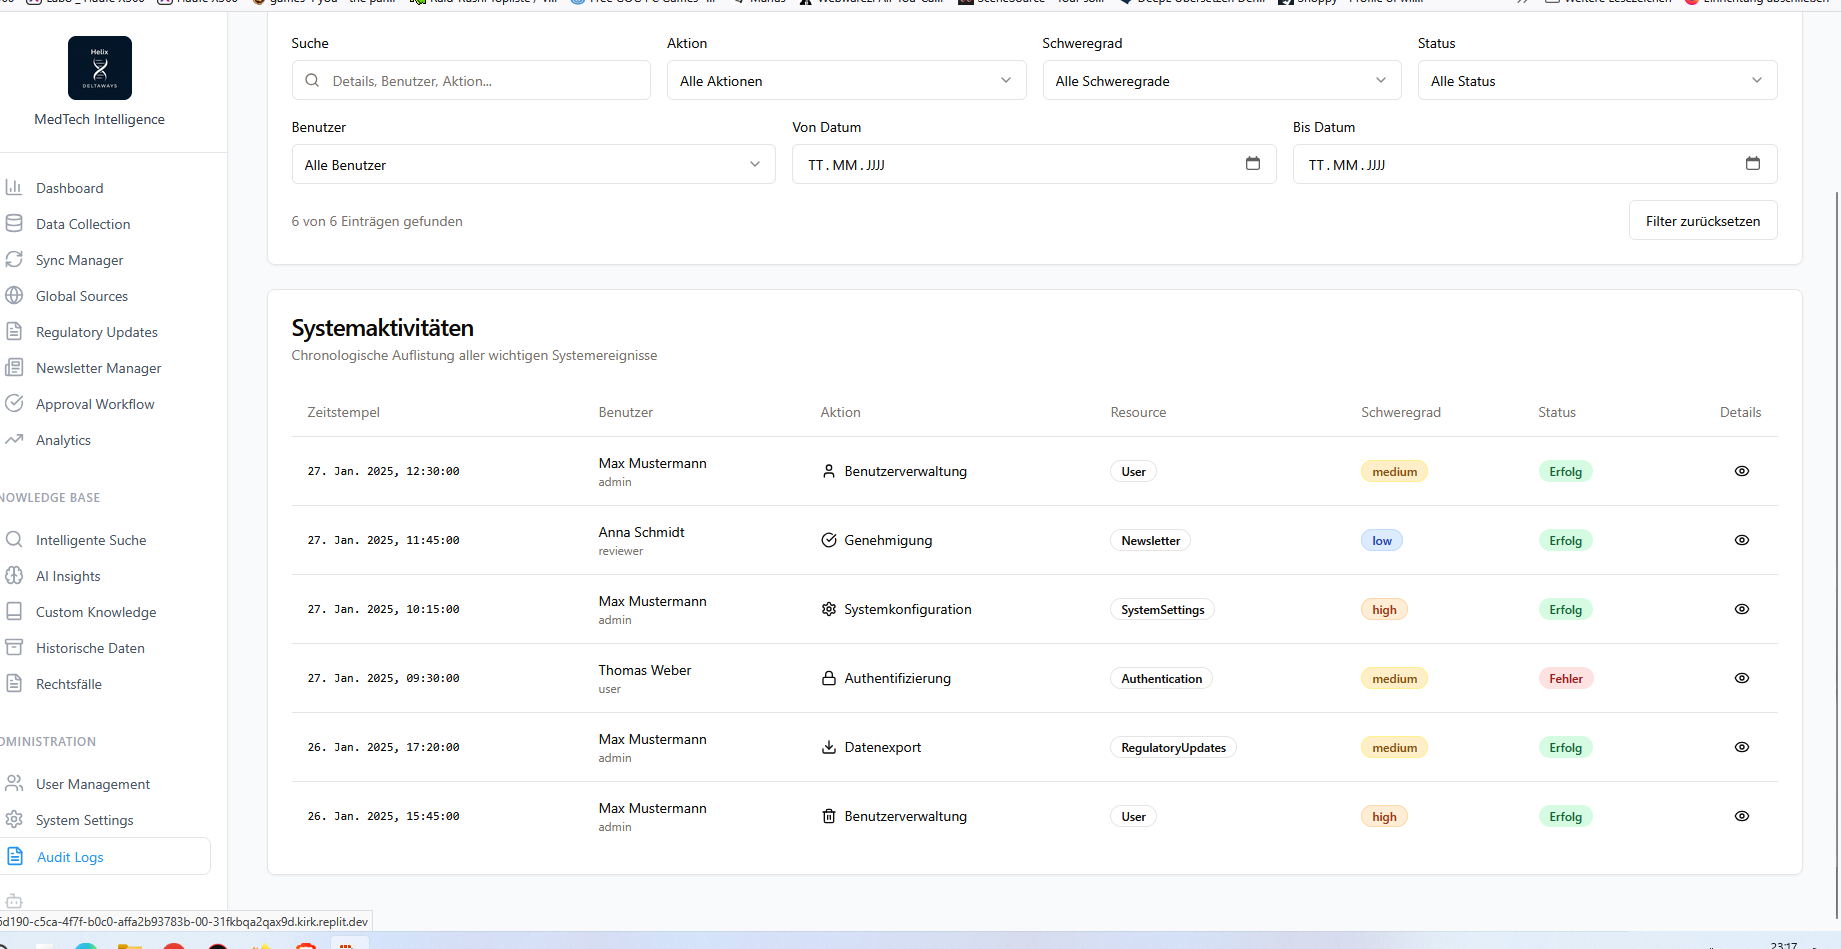 Helix
DELTAWAYS
MedTech Intelligence
Dashboard
Data Collection
Sync Manager
Global Sources
Regulatory Updates
Newsletter Manager
Approval Workflow
Analytics
NOWLEDGE BASE
Intelligente Suche
AI Insights
Custom Knowledge
Historische Daten
Rechtsfälle
DMINISTRATION
User Management
System Settings
Audit Logs
Suche Aktion Schweregrad Status
Details, Benutzer, Aktion... Alle Aktionen Alle Schweregrade Alle Status
Benutzer Von Datum Bis Datum
Alle Benutzer TT.MM.JJJJ TT.MM.JJJJ
6 von 6 Einträgen gefunden Filter zurücksetzen
Systemaktivitäten
Chronologische Auflistung aller wichtigen Systemereignisse
Zeitstempel Benutzer Aktion Resource Schweregrad Status Details
27. Jan. 2025, 12:30:00 Max Mustermann admin Benutzerverwaltung User medium Erfolg
27. Jan. 2025, 11:45:00 Anna Schmidt reviewer Genehmigung Newsletter low Erfolg
27. Jan. 2025, 10:15:00 Max Mustermann admin Systemkonfiguration SystemSettings high Erfolg
27. Jan. 2025, 09:30:00 Thomas Weber user Authentifizierung Authentication medium Fehler
26. Jan. 2025, 17:20:00 Max Mustermann admin Datenexport RegulatoryUpdates medium Erfolg
26. Jan. 2025, 15:45:00 Max Mustermann admin Benutzerverwaltung User high Erfolg
d190-c5ca-4f7f-b0c0-affa2b93783b-00-31fkbqa2qax9d.kirk.replit.dev
23:17